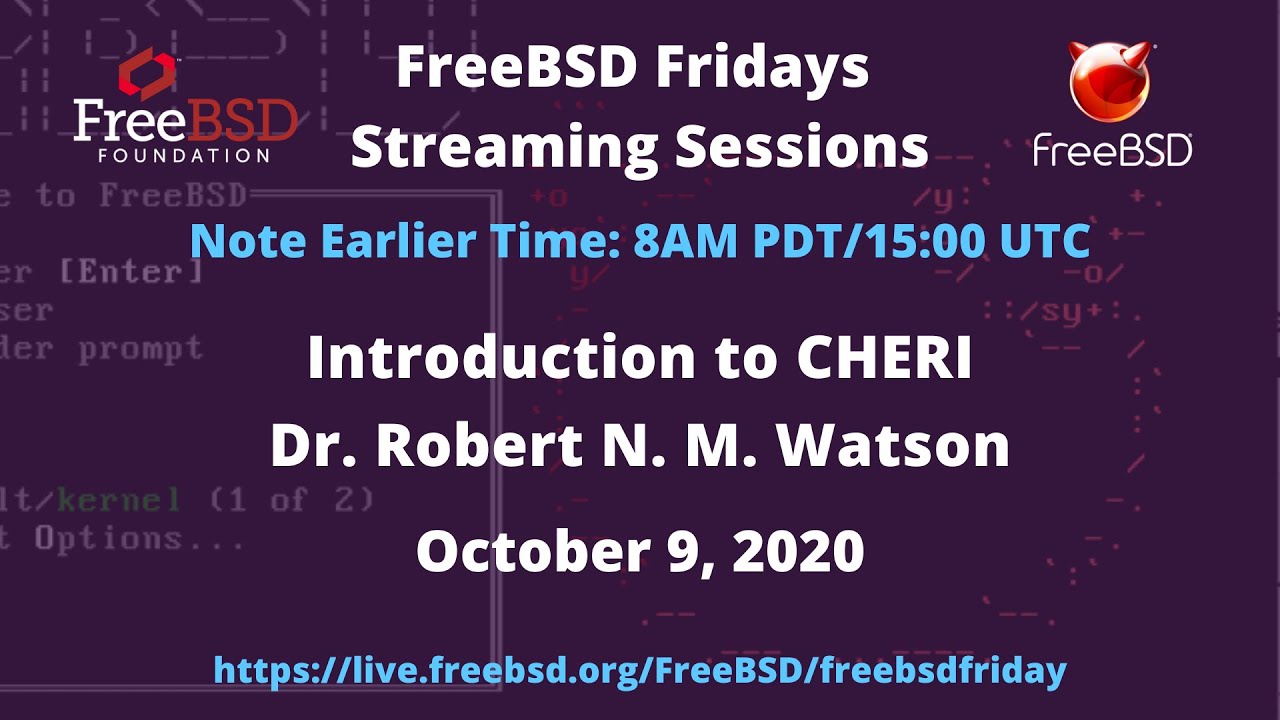 FreeBSD Fridays
Streaming Sessions
FreeBSD
FOUNDATION
FreeBSD
e to FreeBSD
Note Earlier Time: 8AM PDT/15:00 UTC
er [Enter]
ser
der prompt
Introduction to CHERI
Dr. Robert N. M. Watson
lt/kernel (1 of 2)
t Options...
October 9, 2020
https://live.freebsd.org/FreeBSD/freebsdfriday